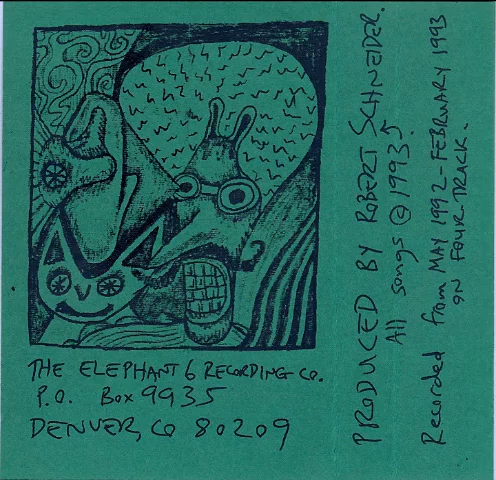 THE ELEPHANT 6 RECORDING CO.
P.O. Box 9935
DENVER, CO 80209
PRODUCED BY ROBERT SCHNEIDER.
All songs © 1993.
Recorded from MAY 1992 - FEBRUARY 1993
ON FOUR-TRACK.